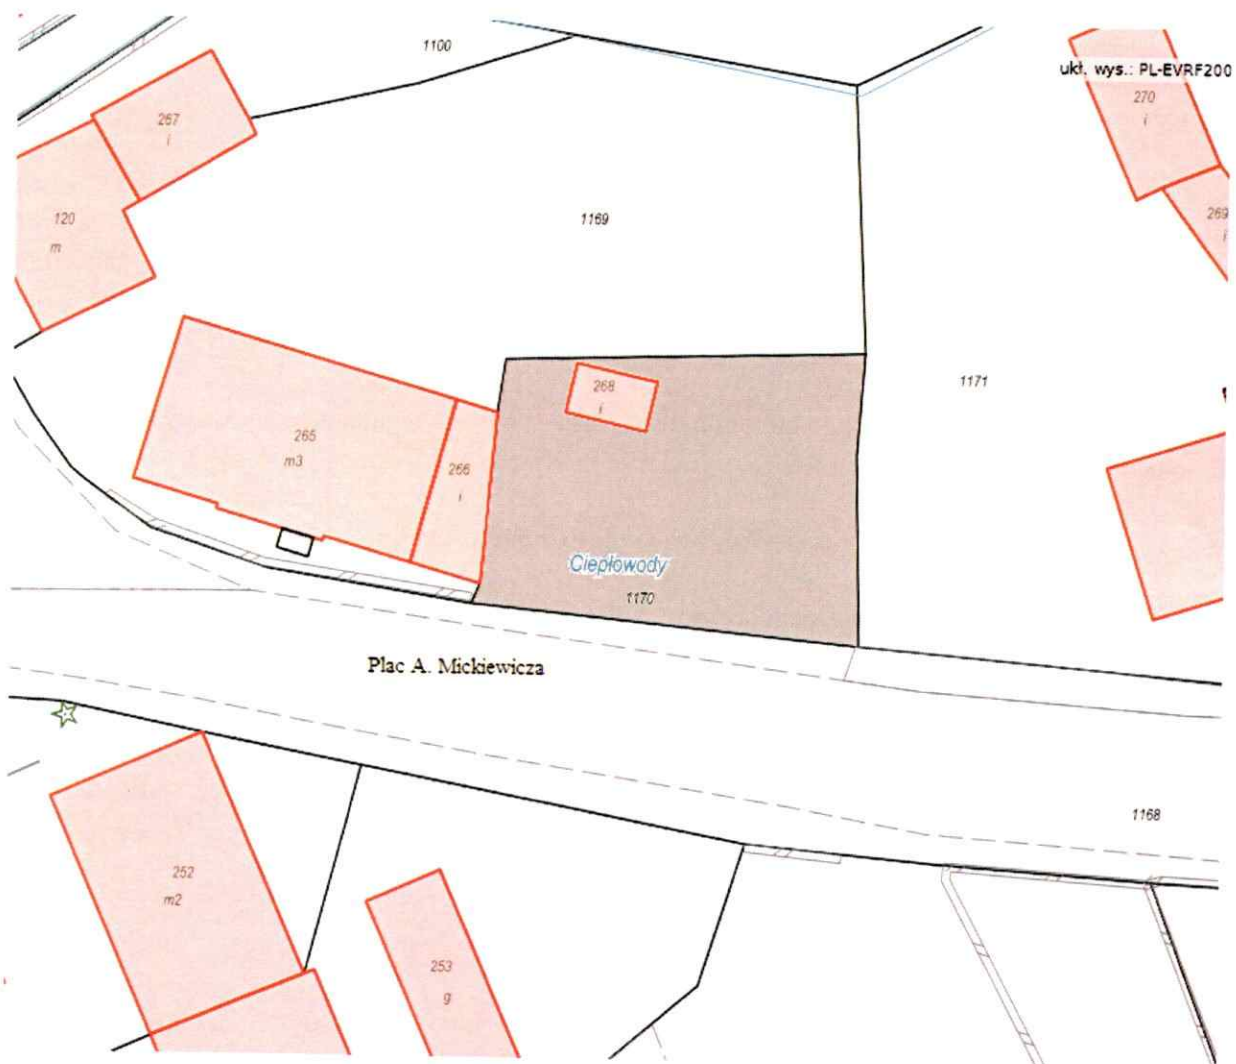 1100
ukł. wys.: PL-EVRF200
267
i
270
i
120
m
1169
269
i
268
i
1171
265
m3
266
i
Ciepłowody
1170
Plac A. Mickiewicza
1168
252
m2
253
g